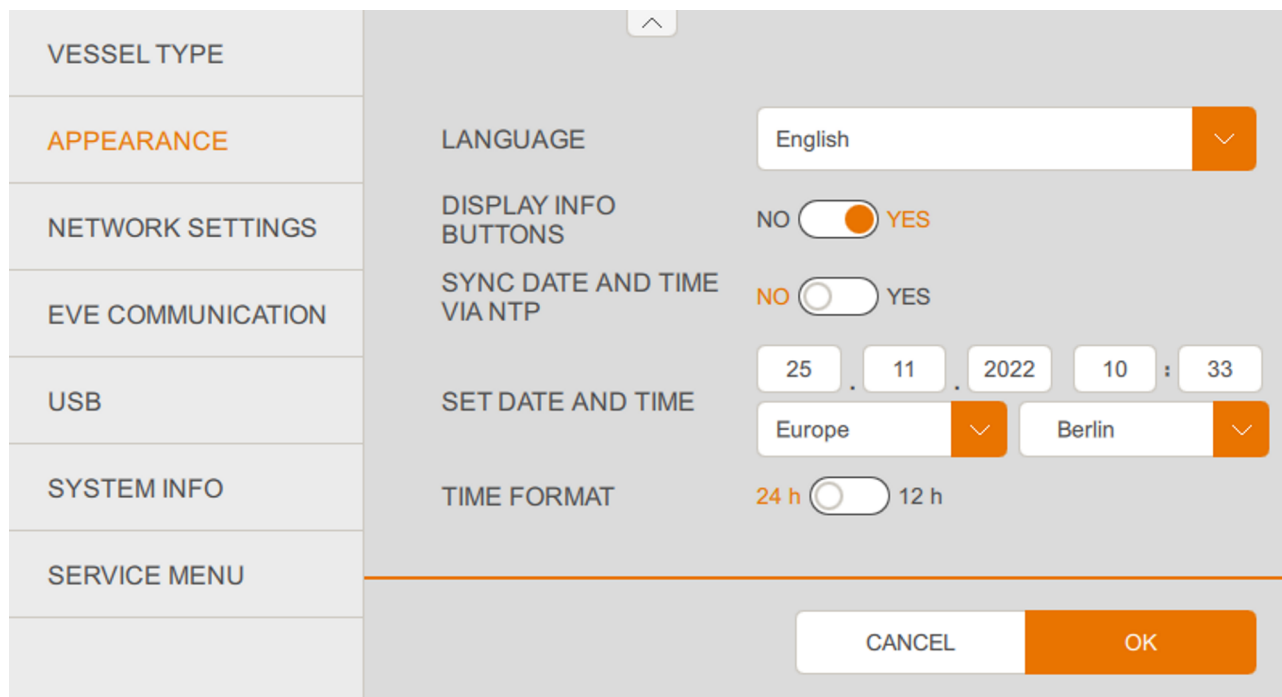 VESSEL TYPE
APPEARANCE
NETWORK SETTINGS
EVE COMMUNICATION
USB
SYSTEM INFO
SERVICE MENU
LANGUAGE
English
DISPLAY INFO
BUTTONS
NO YES
SYNC DATE AND TIME
VIA NTP
NO YES
SET DATE AND TIME
25 . 11 . 2022 10 : 33
Europe Berlin
TIME FORMAT
24 h 12 h
CANCEL OK